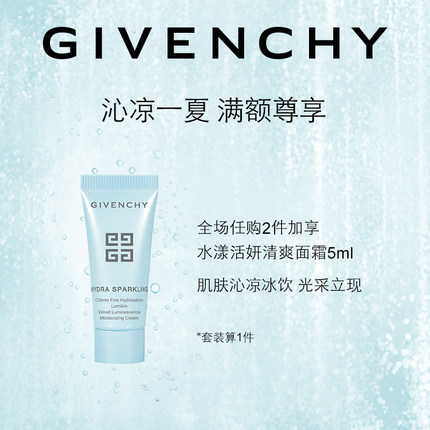 GIVENCHY
沁凉一夏 满额尊享
GIVENCHY
HYDRA SPARKLING
Crème Fine Hydratation
Lumière
Velvet Luminescence
Moisturizing Cream
全场任购2件加享
水漾活妍清爽面霜5ml
肌肤沁凉冰饮 光采立现
*套装算1件